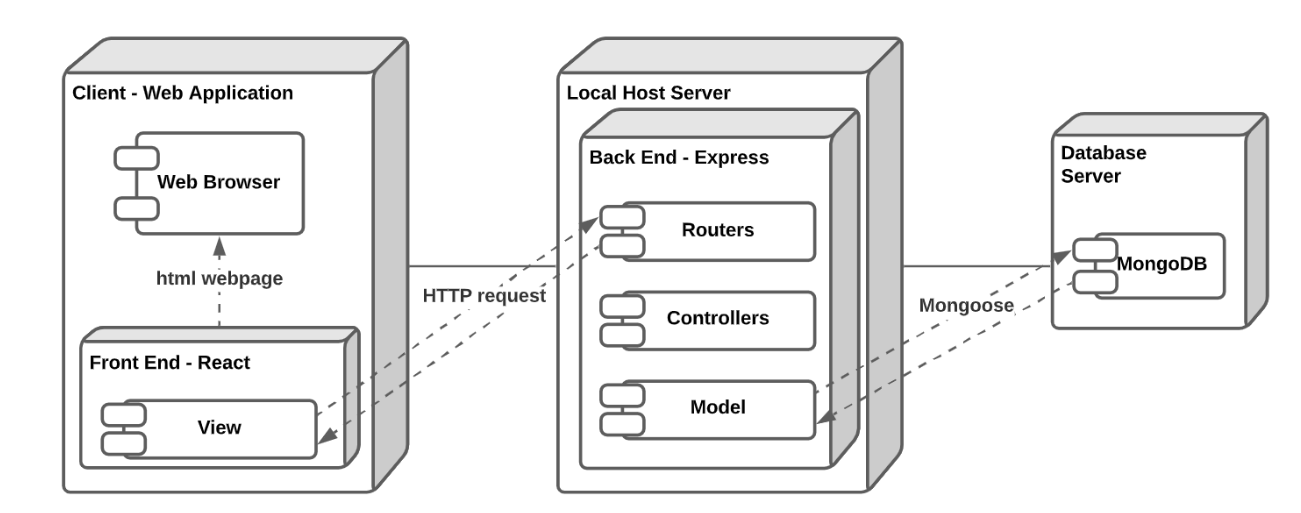 Client - Web Application
Web Browser
html webpage
Front End - React
View
HTTP request
Local Host Server
Back End - Express
Routers
Controllers
Model
Mongoose
Database
Server
MongoDB